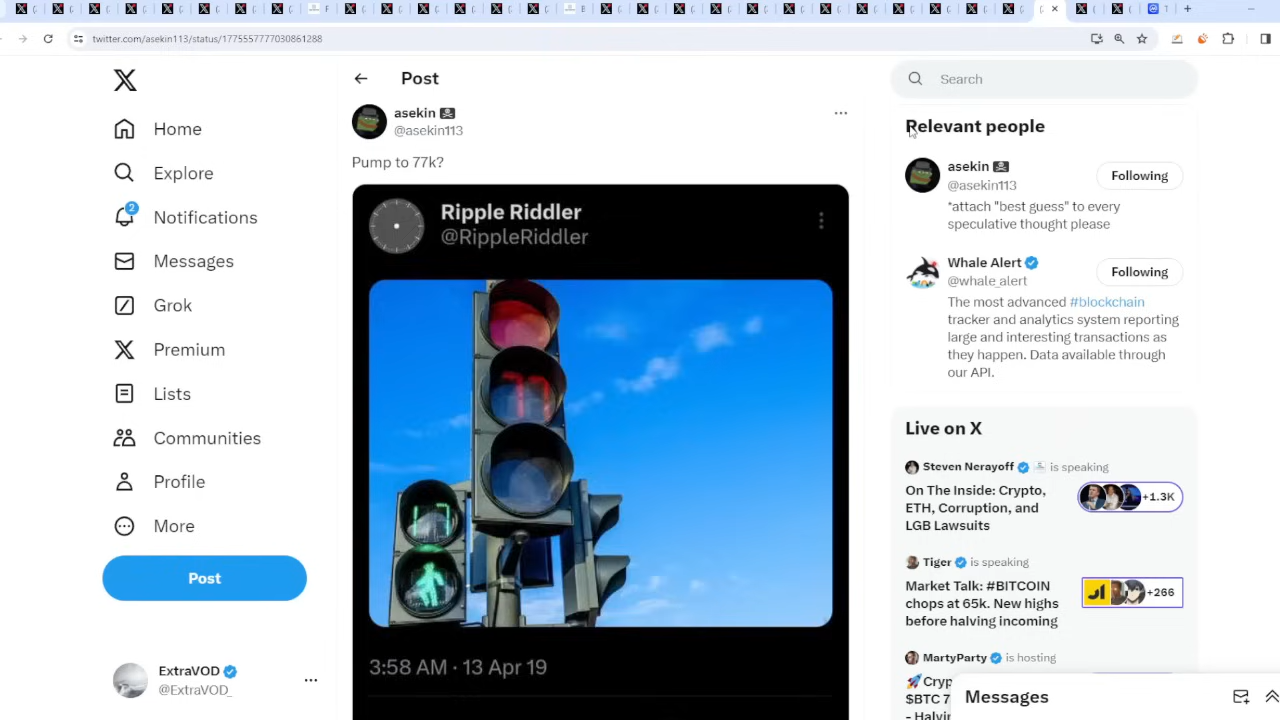 twitter.com/asekin113/status/1775557777030861288
Home
Explore
2
Notifications
Messages
Grok
Premium
Lists
Communities
Profile
More
Post
ExtraVOD
@ExtraVOD_
Post
asekin
@asekin113
Pump to 77k?
Ripple Riddler
@RippleRiddler
77
17
3:58 AM · 13 Apr 19
Search
Relevant people
asekin
@asekin113
Following
*attach "best guess" to every
speculative thought please
Whale Alert
@whale_alert
Following
The most advanced #blockchain
tracker and analytics system reporting
large and interesting transactions as
they happen. Data available through
our API.
Live on X
Steven Nerayoff is speaking
On The Inside: Crypto,
ETH, Corruption, and
LGB Lawsuits
+1.3K
Tiger is speaking
Market Talk: #BITCOIN
chops at 65k. New highs
before halving incoming
+266
MartyParty is hosting
Messages